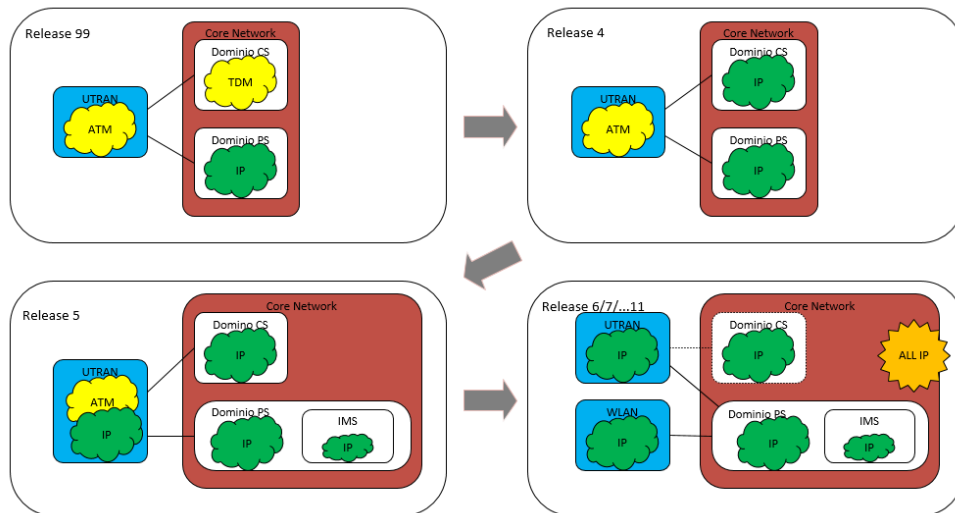 Release 99
Core Network
Dominio CS
TDM
UTRAN
ATM
Dominio PS
IP
Release 4
Core Network
Dominio CS
IP
UTRAN
ATM
Dominio PS
IP
Release 5
Core Network
Dominio CS
IP
UTRAN
ATM
IP
Dominio PS
IP
IMS
IP
Release 6/7/...11
Core Network
UTRAN
IP
Dominio CS
IP
ALL IP
WLAN
IP
Dominio PS
IP
IMS
IP